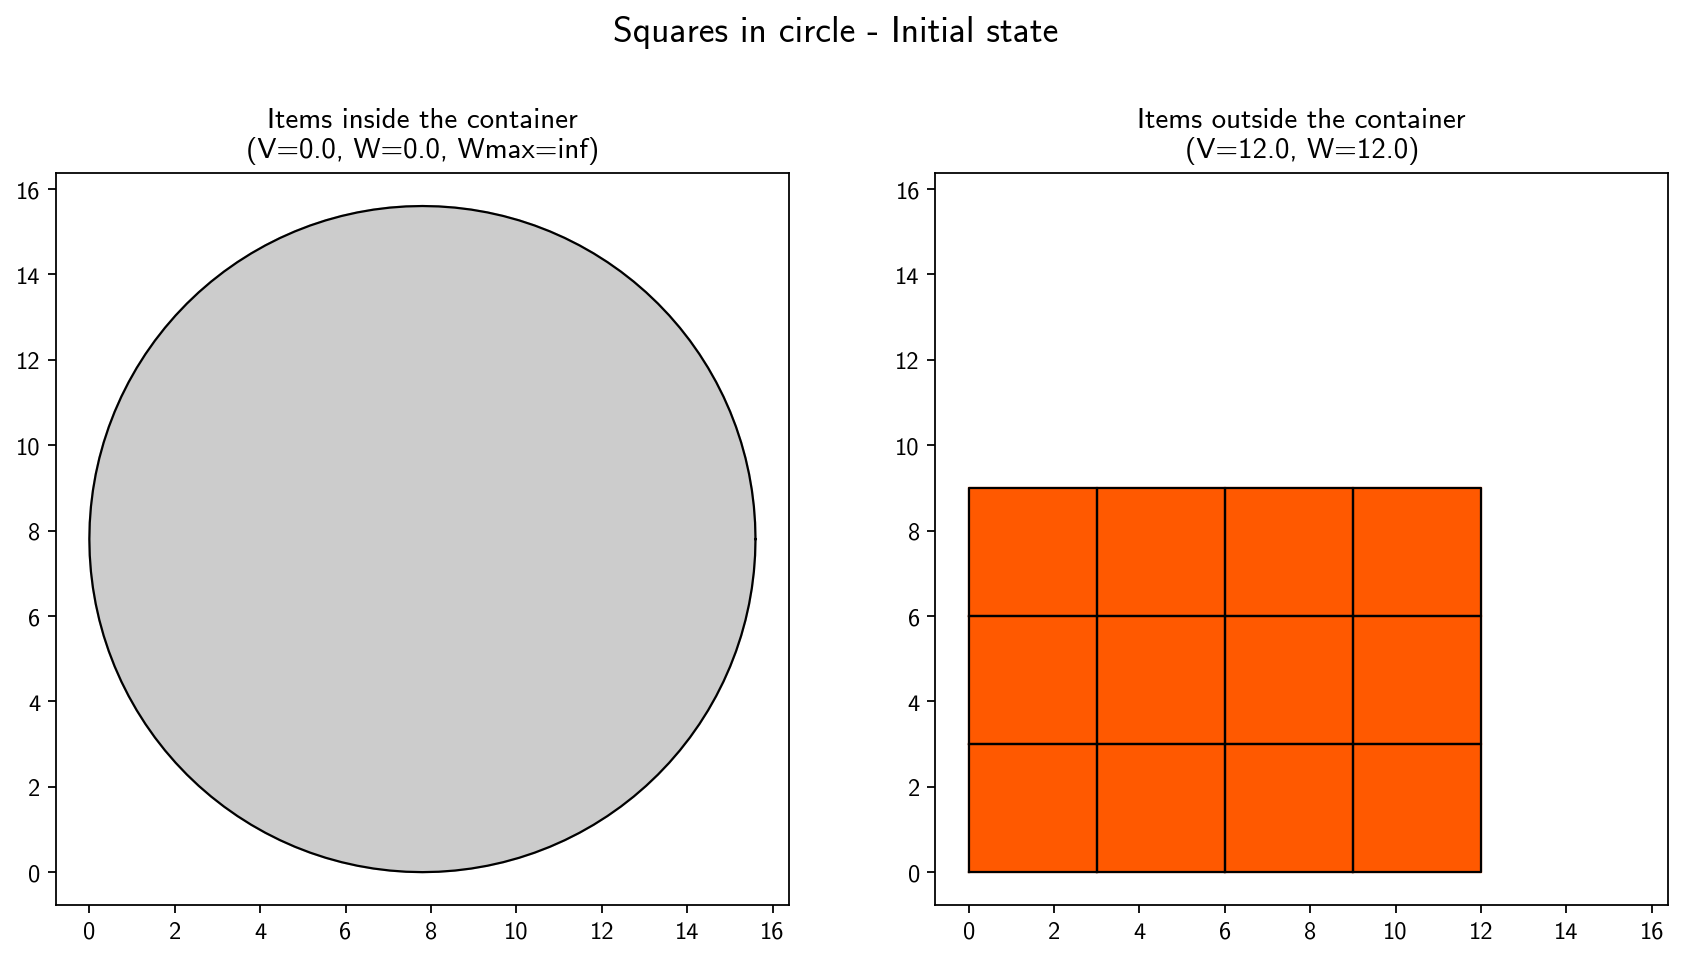 Squares in circle - Initial state
Items inside the container
(V=0.0, W=0.0, Wmax=inf)
16
14
12
10
8
6
4
2
0
0 2 4 6 8 10 12 14 16
Items outside the container
(V=12.0, W=12.0)
16
14
12
10
8
6
4
2
0
0 2 4 6 8 10 12 14 16